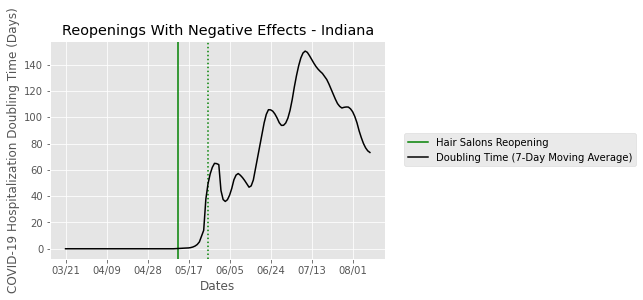 Reopenings With Negative Effects - Indiana
COVID-19 Hospitalization Doubling Time (Days)
140
120
100
80
60
40
20
0
03/21 04/09 04/28 05/17 06/05 06/24 07/13 08/01
Dates
Hair Salons Reopening
Doubling Time (7-Day Moving Average)